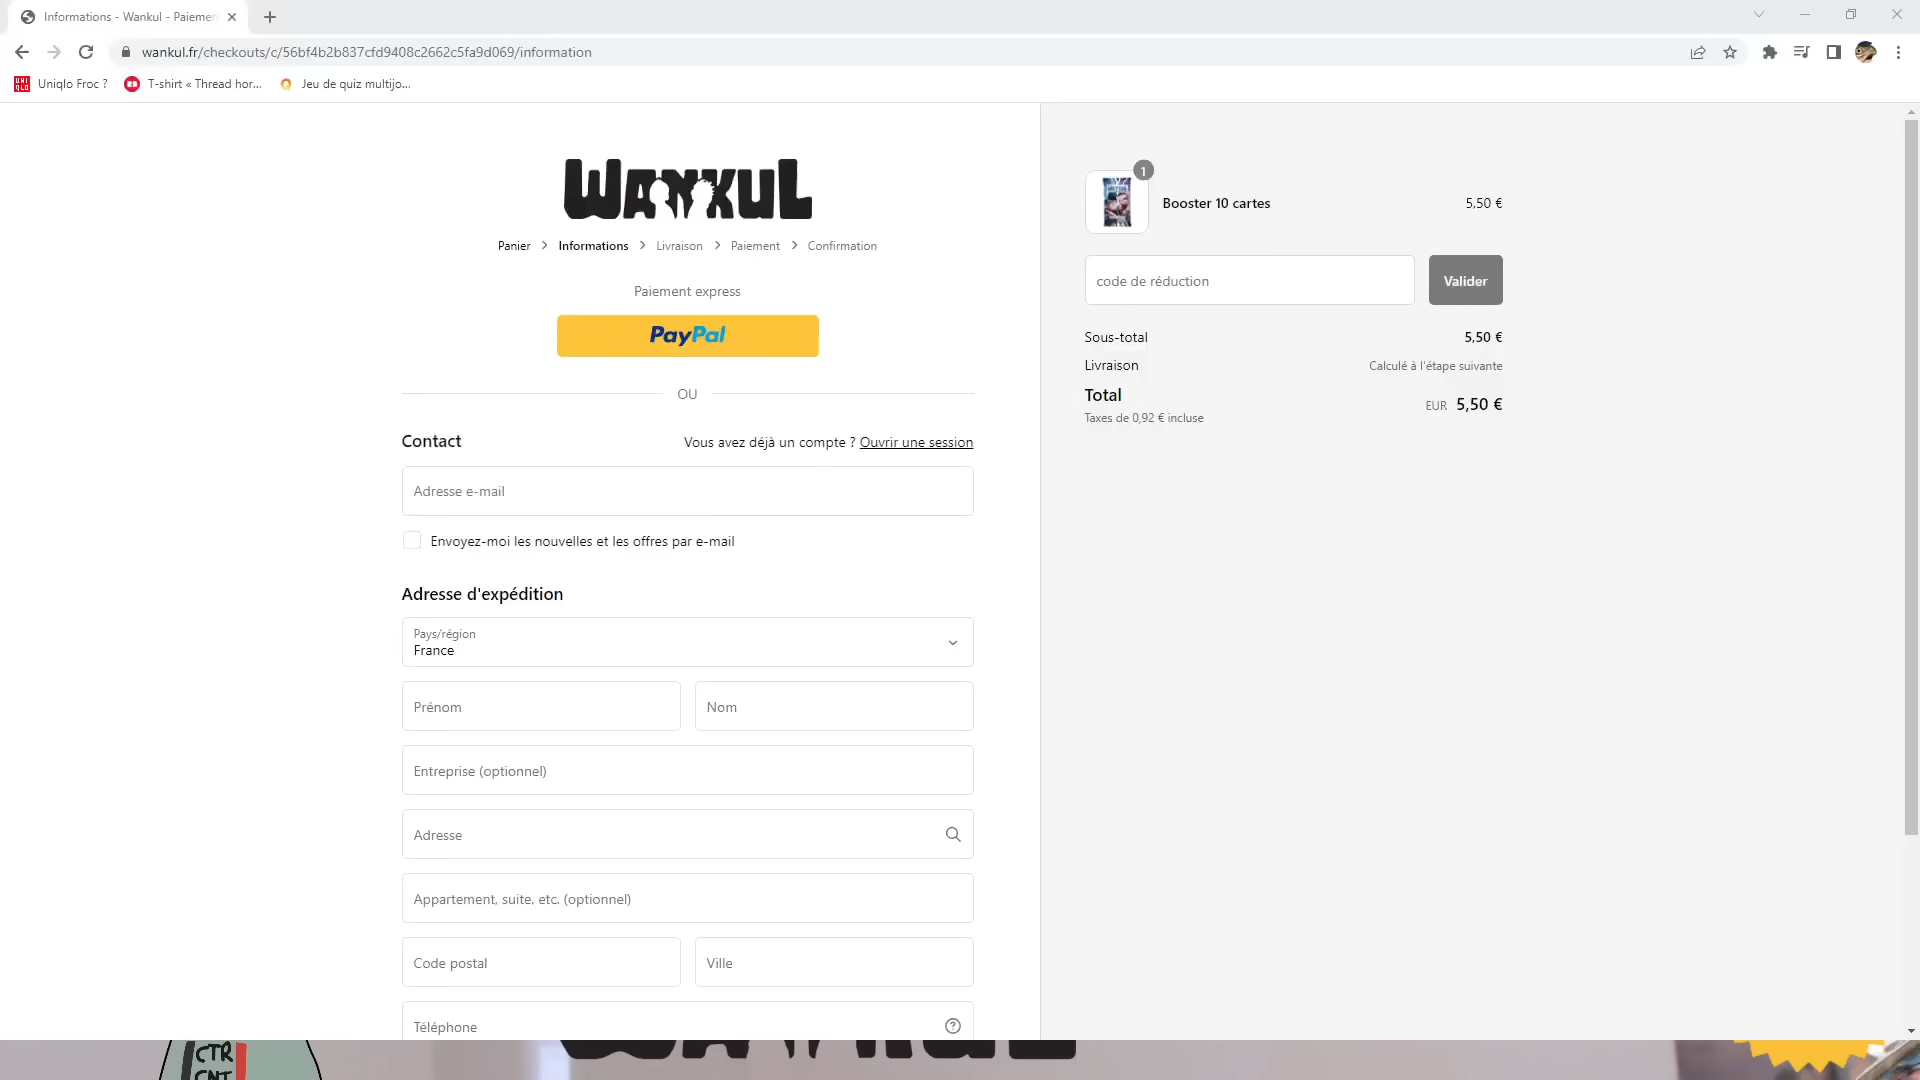 Informations - Wankul - Paiemen
wankul.fr/checkouts/c/56bf4b2b837cfd9408c2662c5fa9d069/information
UNI QLO
Uniqlo Froc ?
T-shirt « Thread hor...
Jeu de quiz multijo...
WANKUL
Panier
Informations
Livraison
Paiement
Confirmation
Paiement express
PayPal
OU
Contact
Vous avez déjà un compte ? Ouvrir une session
Adresse e-mail
Envoyez-moi les nouvelles et les offres par e-mail
Adresse d'expédition
Pays/région
France
Prénom
Nom
Entreprise (optionnel)
Adresse
Appartement, suite, etc. (optionnel)
Code postal
Ville
Téléphone
1
Booster 10 cartes
5,50 €
code de réduction
Valider
Sous-total
5,50 €
Livraison
Calculé à l'étape suivante
Total
EUR 5,50 €
Taxes de 0,92 € incluse
CTR
CNT